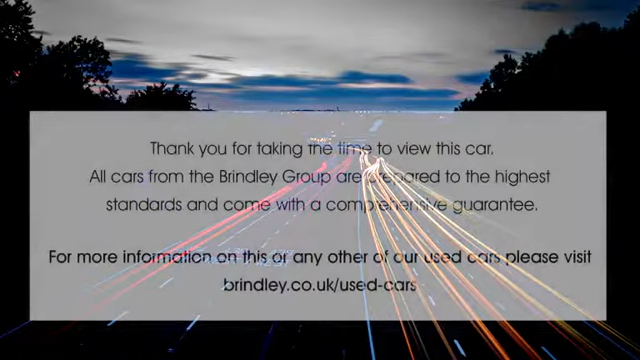 Thank you for taking the time to view this car.
All cars from the Brindley Group are prepared to the highest
standards and come with a comprehensive guarantee.
For more information on this or any other of our used cars please visit
brindley.co.uk/used-cars